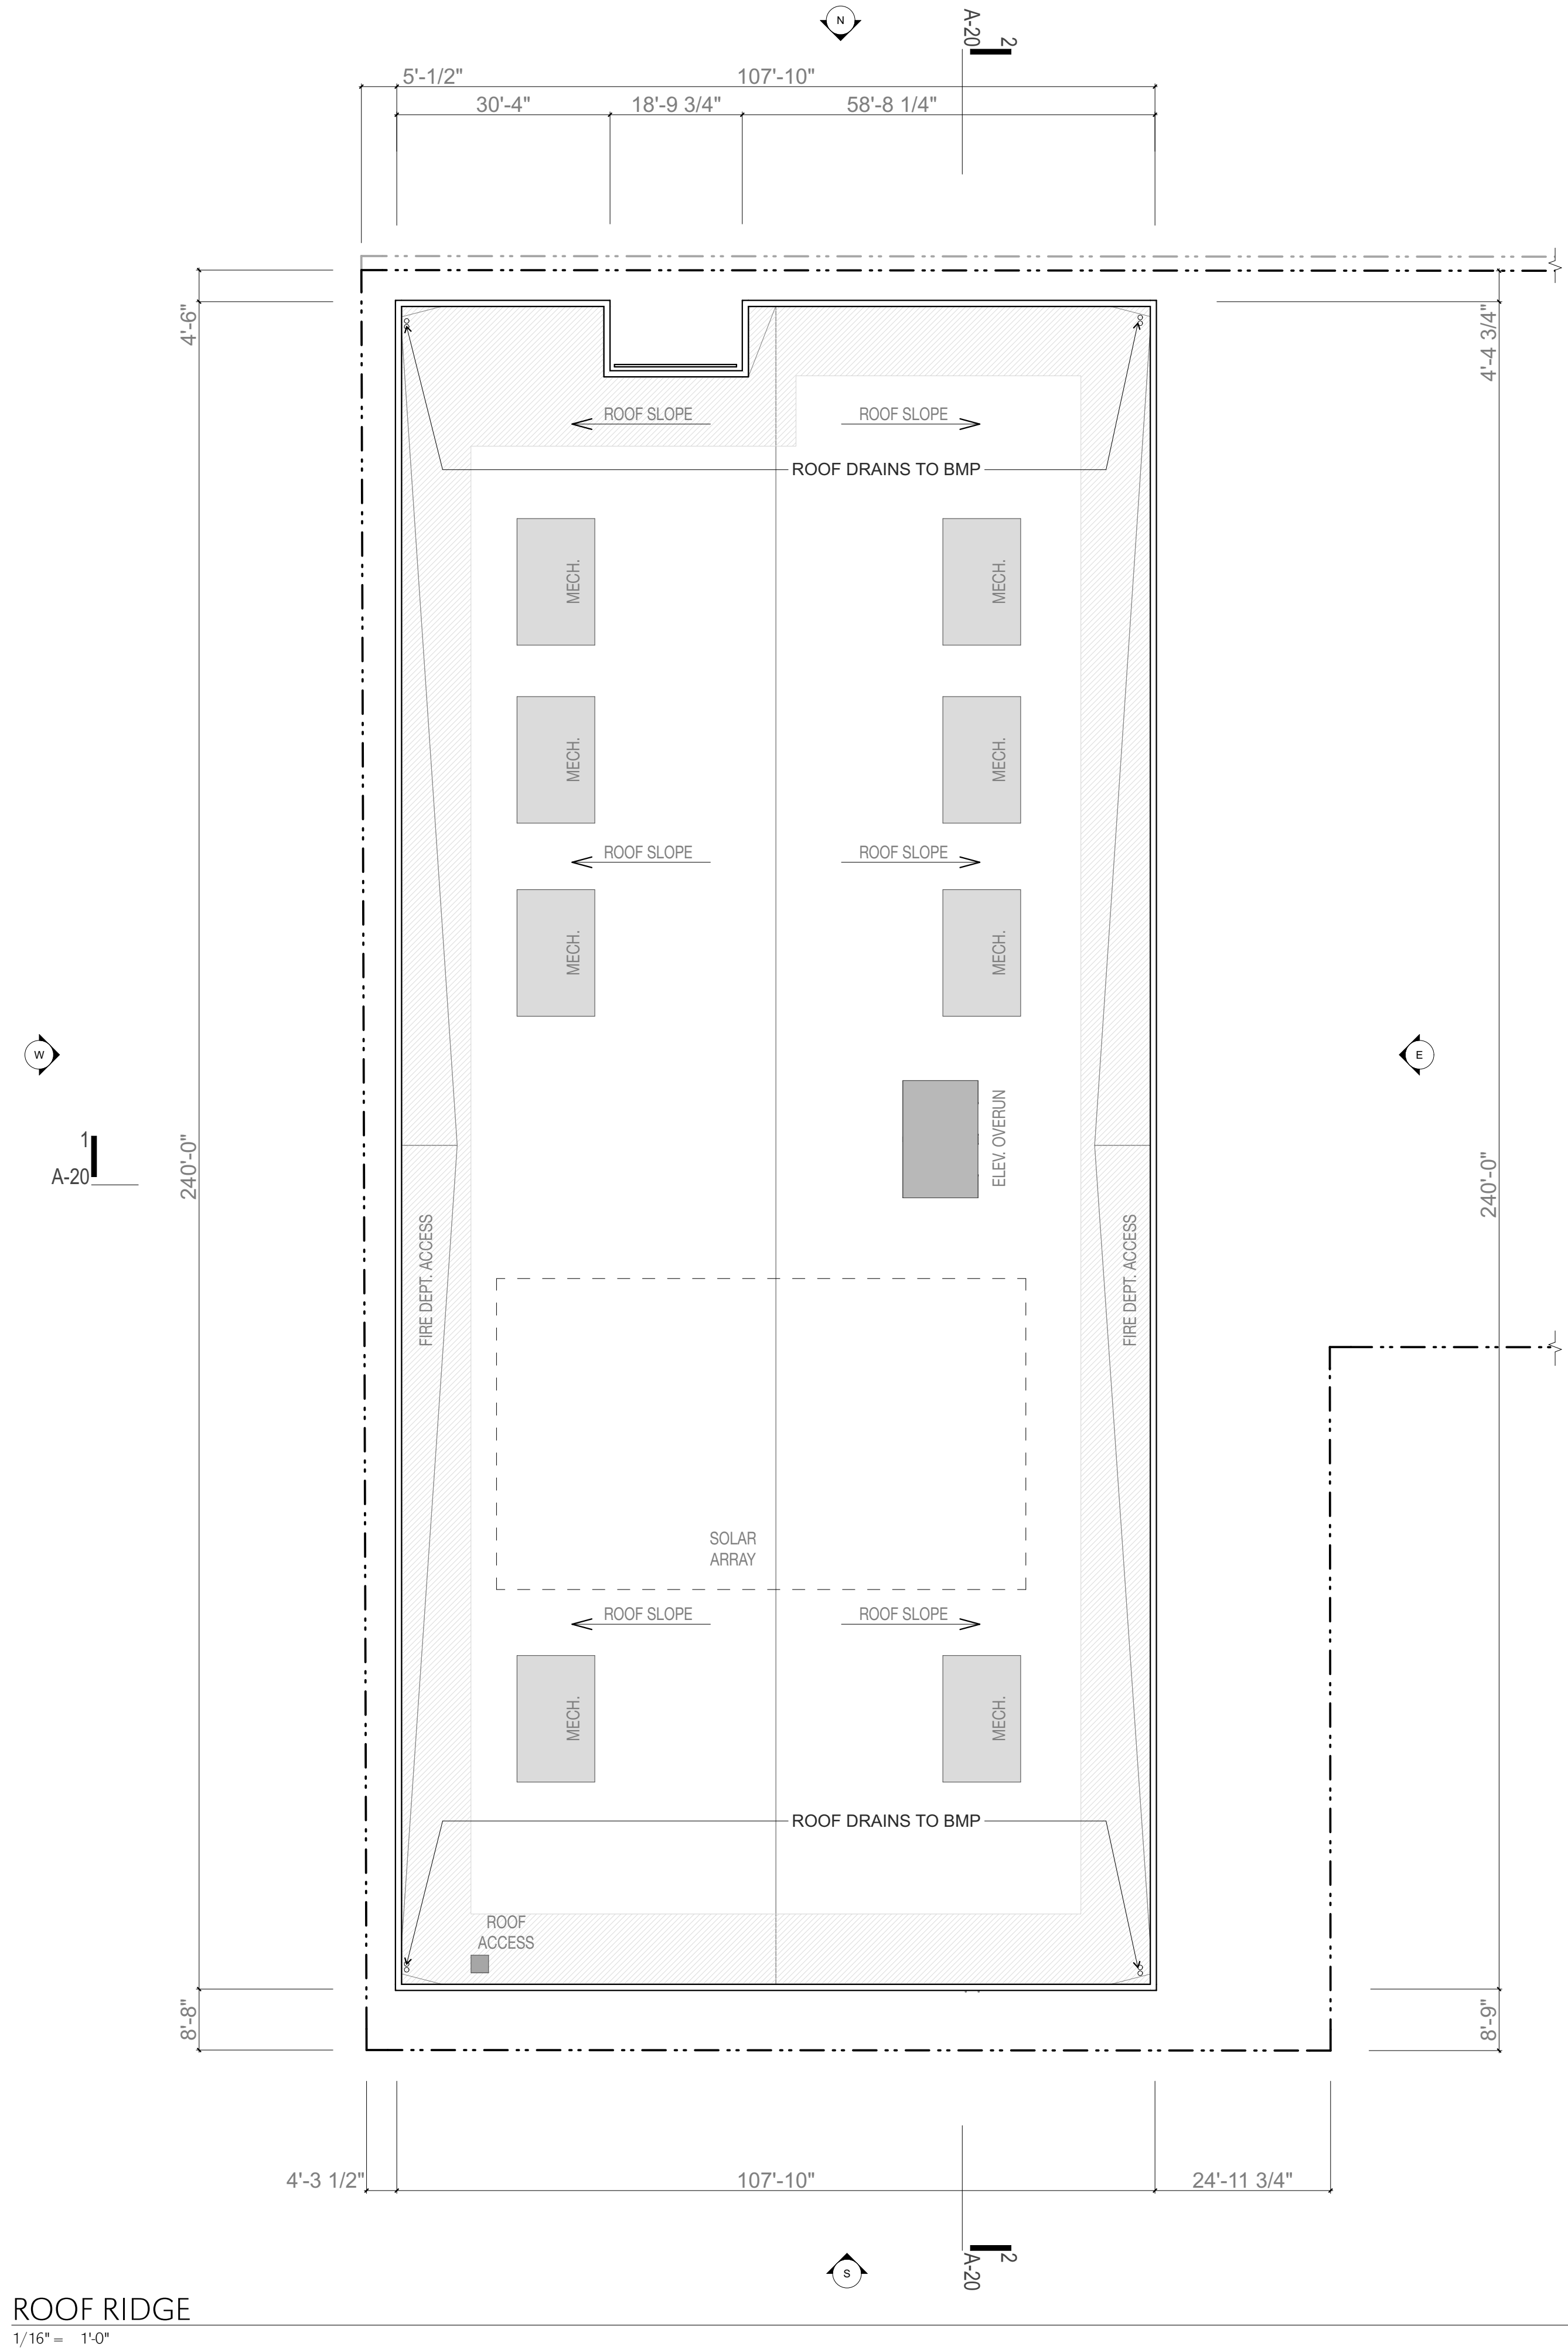 N
A-20
2
5'-1/2"
107'-10"
30'-4"
18'-9 3/4"
58'-8 1/4"
4'-6"
4'-4 3/4"
ROOF SLOPE
ROOF SLOPE
ROOF DRAINS TO BMP
MECH.
MECH.
MECH.
MECH.
ROOF SLOPE
ROOF SLOPE
MECH.
MECH.
W
E
1
A-20
240'-0"
ELEV. OVERUN
240'-0"
FIRE DEPT. ACCESS
FIRE DEPT. ACCESS
SOLAR
ARRAY
ROOF SLOPE
ROOF SLOPE
MECH.
MECH.
ROOF DRAINS TO BMP
ROOF
ACCESS
8'-8"
8'-9"
4'-3 1/2"
107'-10"
24'-11 3/4"
S
A-20
2
ROOF RIDGE
1/16" = 1'-0"